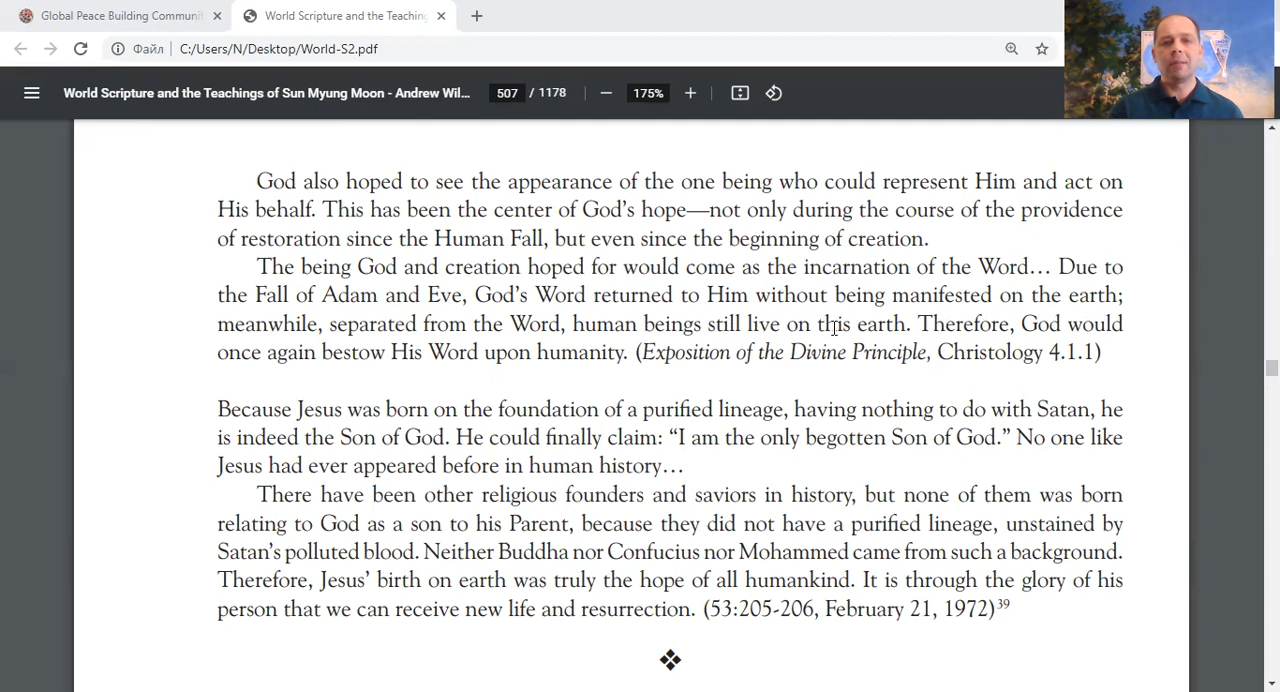 Global Peace Building Communit
World Scripture and the Teaching
Файл
C:/Users/N/Desktop/World-S2.pdf
World Scripture and the Teachings of Sun Myung Moon - Andrew Wil...
507 / 1178
175%
God also hoped to see the appearance of the one being who could represent Him and act on
His behalf. This has been the center of God's hope—not only during the course of the providence
of restoration since the Human Fall, but even since the beginning of creation.
The being God and creation hoped for would come as the incarnation of the Word… Due to
the Fall of Adam and Eve, God's Word returned to Him without being manifested on the earth;
meanwhile, separated from the Word, human beings still live on this earth. Therefore, God would
once again bestow His Word upon humanity. (Exposition of the Divine Principle, Christology 4.1.1)
Because Jesus was born on the foundation of a purified lineage, having nothing to do with Satan, he
is indeed the Son of God. He could finally claim: “I am the only begotten Son of God.” No one like
Jesus had ever appeared before in human history…
There have been other religious founders and saviors in history, but none of them was born
relating to God as a son to his Parent, because they did not have a purified lineage, unstained by
Satan's polluted blood. Neither Buddha nor Confucius nor Mohammed came from such a background.
Therefore, Jesus' birth on earth was truly the hope of all humankind. It is through the glory of his
person that we can receive new life and resurrection. (53:205-206, February 21, 1972)39